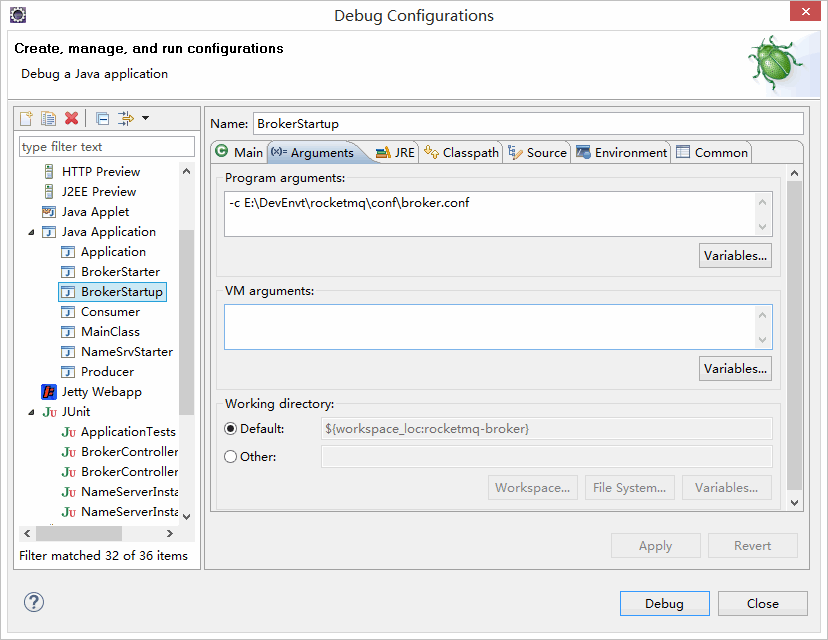 Debug Configurations
Create, manage, and run configurations
Debug a Java application
type filter text
HTTP Preview
J2EE Preview
Java Applet
Java Application
Application
BrokerStarter
BrokerStartup
Consumer
MainClass
NameSrvStarter
Producer
Jetty Webapp
JUnit
ApplicationTests
BrokerController
BrokerController
NameServerInsta
NameServerInsta
Filter matched 32 of 36 items
Name: BrokerStartup
Main (x)= Arguments JRE Classpath Source Environment Common
Program arguments:
-c E:\DevEnvt\rocketmq\conf\broker.conf
Variables...
VM arguments:
Variables...
Working directory:
Default: ${workspace_loc:rocketmq-broker}
Other:
Workspace... File System... Variables...
Apply Revert
Debug Close